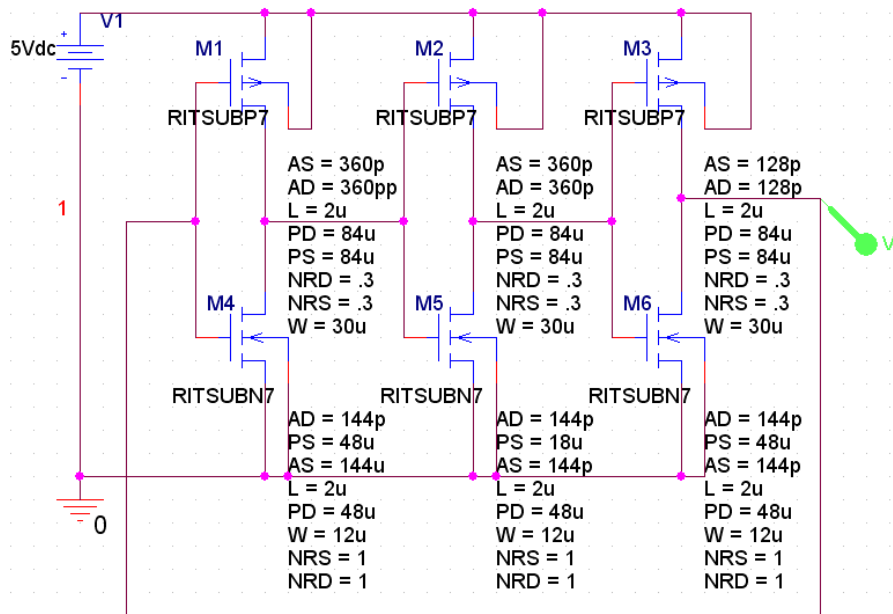 V1
5Vdc
+
-
M1
M2
M3
RITSUBP7
RITSUBP7
RITSUBP7
1
AS = 360p
AD = 360pp
L = 2u
PD = 84u
PS = 84u
NRD = .3
NRS = .3
W = 30u
AS = 360p
AD = 360p
L = 2u
PD = 84u
PS = 84u
NRD = .3
NRS = .3
W = 30u
AS = 128p
AD = 128p
L = 2u
PD = 84u
PS = 84u
NRD = .3
NRS = .3
W = 30u
V
M4
M5
M6
RITSUBN7
RITSUBN7
RITSUBN7
AD = 144p
PS = 48u
AS = 144u
L = 2u
PD = 48u
W = 12u
NRS = 1
NRD = 1
AD = 144p
PS = 18u
AS = 144p
L = 2u
PD = 48u
W = 12u
NRS = 1
NRD = 1
AD = 144p
PS = 48u
AS = 144p
L = 2u
PD = 48u
W = 12u
NRS = 1
NRD = 1
0